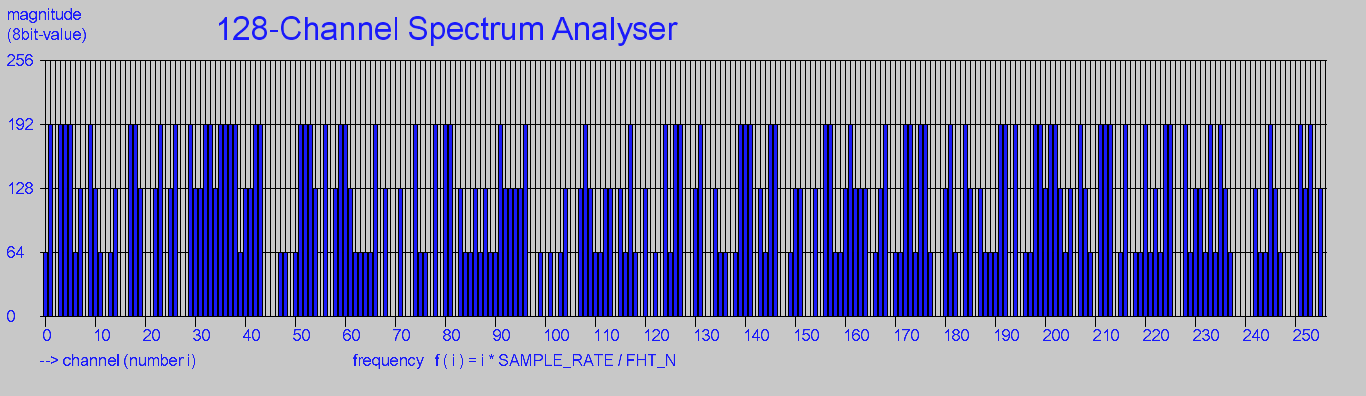 magnitude
(8bit-value)
128-Channel Spectrum Analyser
256
192
128
64
0
0 10 20 30 40 50 60 70 80 90 100 110 120 130 140 150 160 170 180 190 200 210 220 230 240 250
--> channel (number i)
frequency f ( i ) = i * SAMPLE_RATE / FHT_N